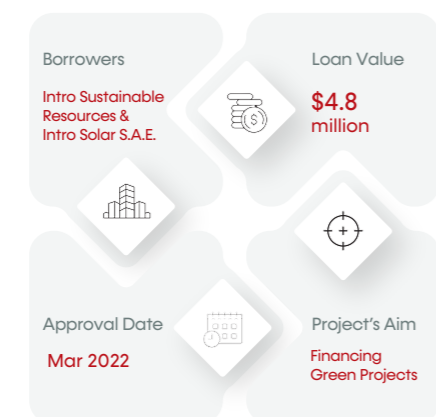 Borrowers
Intro Sustainable
Resources &
Intro Solar S.A.E.
Loan Value
$4.8
million
Approval Date
Mar 2022
Project's Aim
Financing
Green Projects